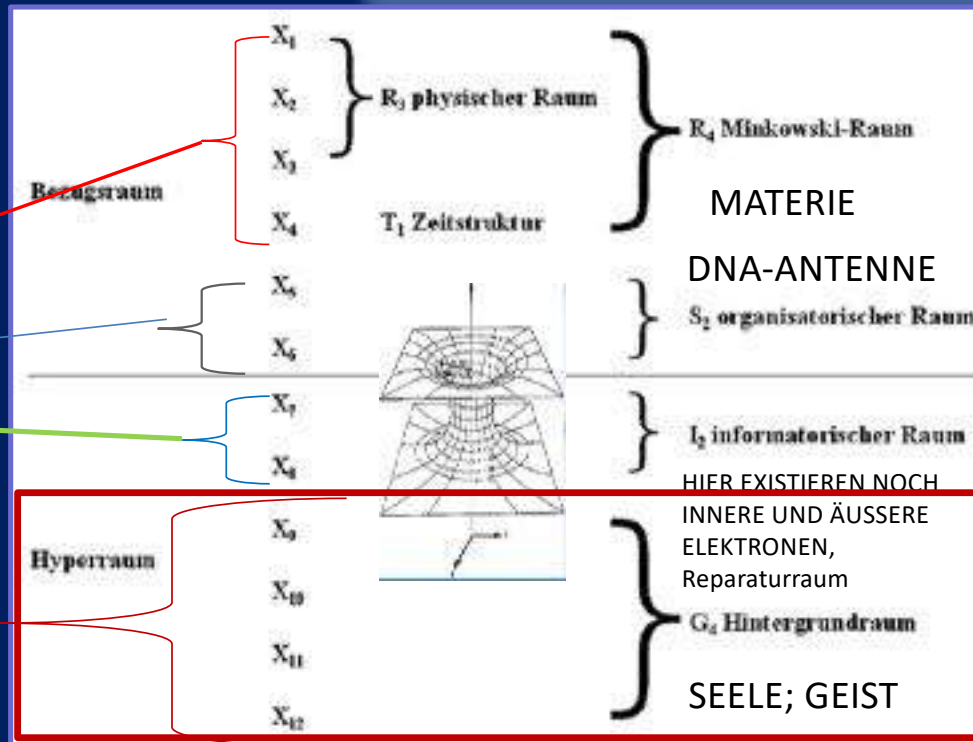 X₁
X₂ R₃ physischer Raum
X₃ R₄ Minkowski-Raum
Bezugsraum
MATERIE
X₄ T₁ Zeitstruktur
DNA-ANTENNE
X₅
S₂ organisatorischer Raum
X₆
X₇
I₂ informatorischer Raum
X₈
HIER EXISTIEREN NOCH
INNERE UND ÄUSSERE
ELEKTRONEN,
Reparaturraum
X₉
Hyperraum
X₁₀
G₄ Hintergrundraum
X₁₁
SEELE; GEIST
X₁₂